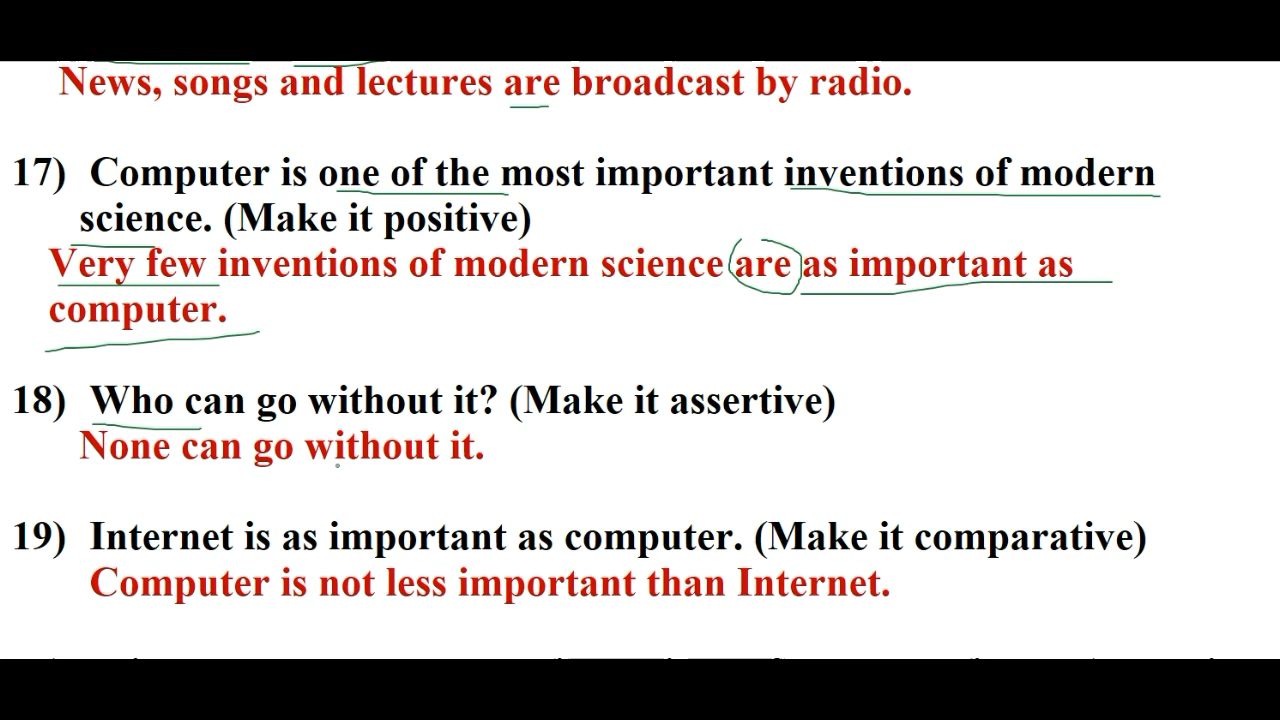 News, songs and lectures are broadcast by radio.
17) Computer is one of the most important inventions of modern
science. (Make it positive)
Very few inventions of modern science are as important as
computer.
18) Who can go without it? (Make it assertive)
None can go without it.
19) Internet is as important as computer. (Make it comparative)
Computer is not less important than Internet.